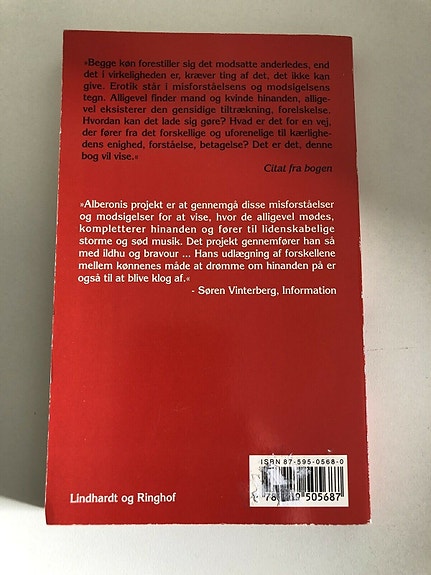 »Begge køn forestiller sig det modsatte anderledes, end
det i virkeligheden er, kræver ting af det, det ikke kan
give. Erotik står i misforståelsens og modsigelsens
tegn. Alligevel finder mand og kvinde hinanden, allige-
vel eksisterer den gensidige tiltrækning, forelskelse.
Hvordan kan det lade sig gøre? Hvad er det for en vej,
der fører fra det forskellige og uforenelige til kærlighe-
dens enighed, forståelse, betagelse? Det er det, denne
bog vil vise.«
Citat fra bogen
»Alberonis projekt er at gennemgå disse misforståelser
og modsigelser for at vise, hvor de alligevel mødes,
kompletterer hinanden og fører til lidenskabelige
storme og sød musik. Det projekt gennemfører han så
med ildhu og bravour ... Hans udlægning af forskellene
mellem kønnenes måde at drømme om hinanden på er
også til at blive klog af.«
- Søren Vinterberg, Information
ISBN 87-595-0568-0
505687
Lindhardt og Ringhof